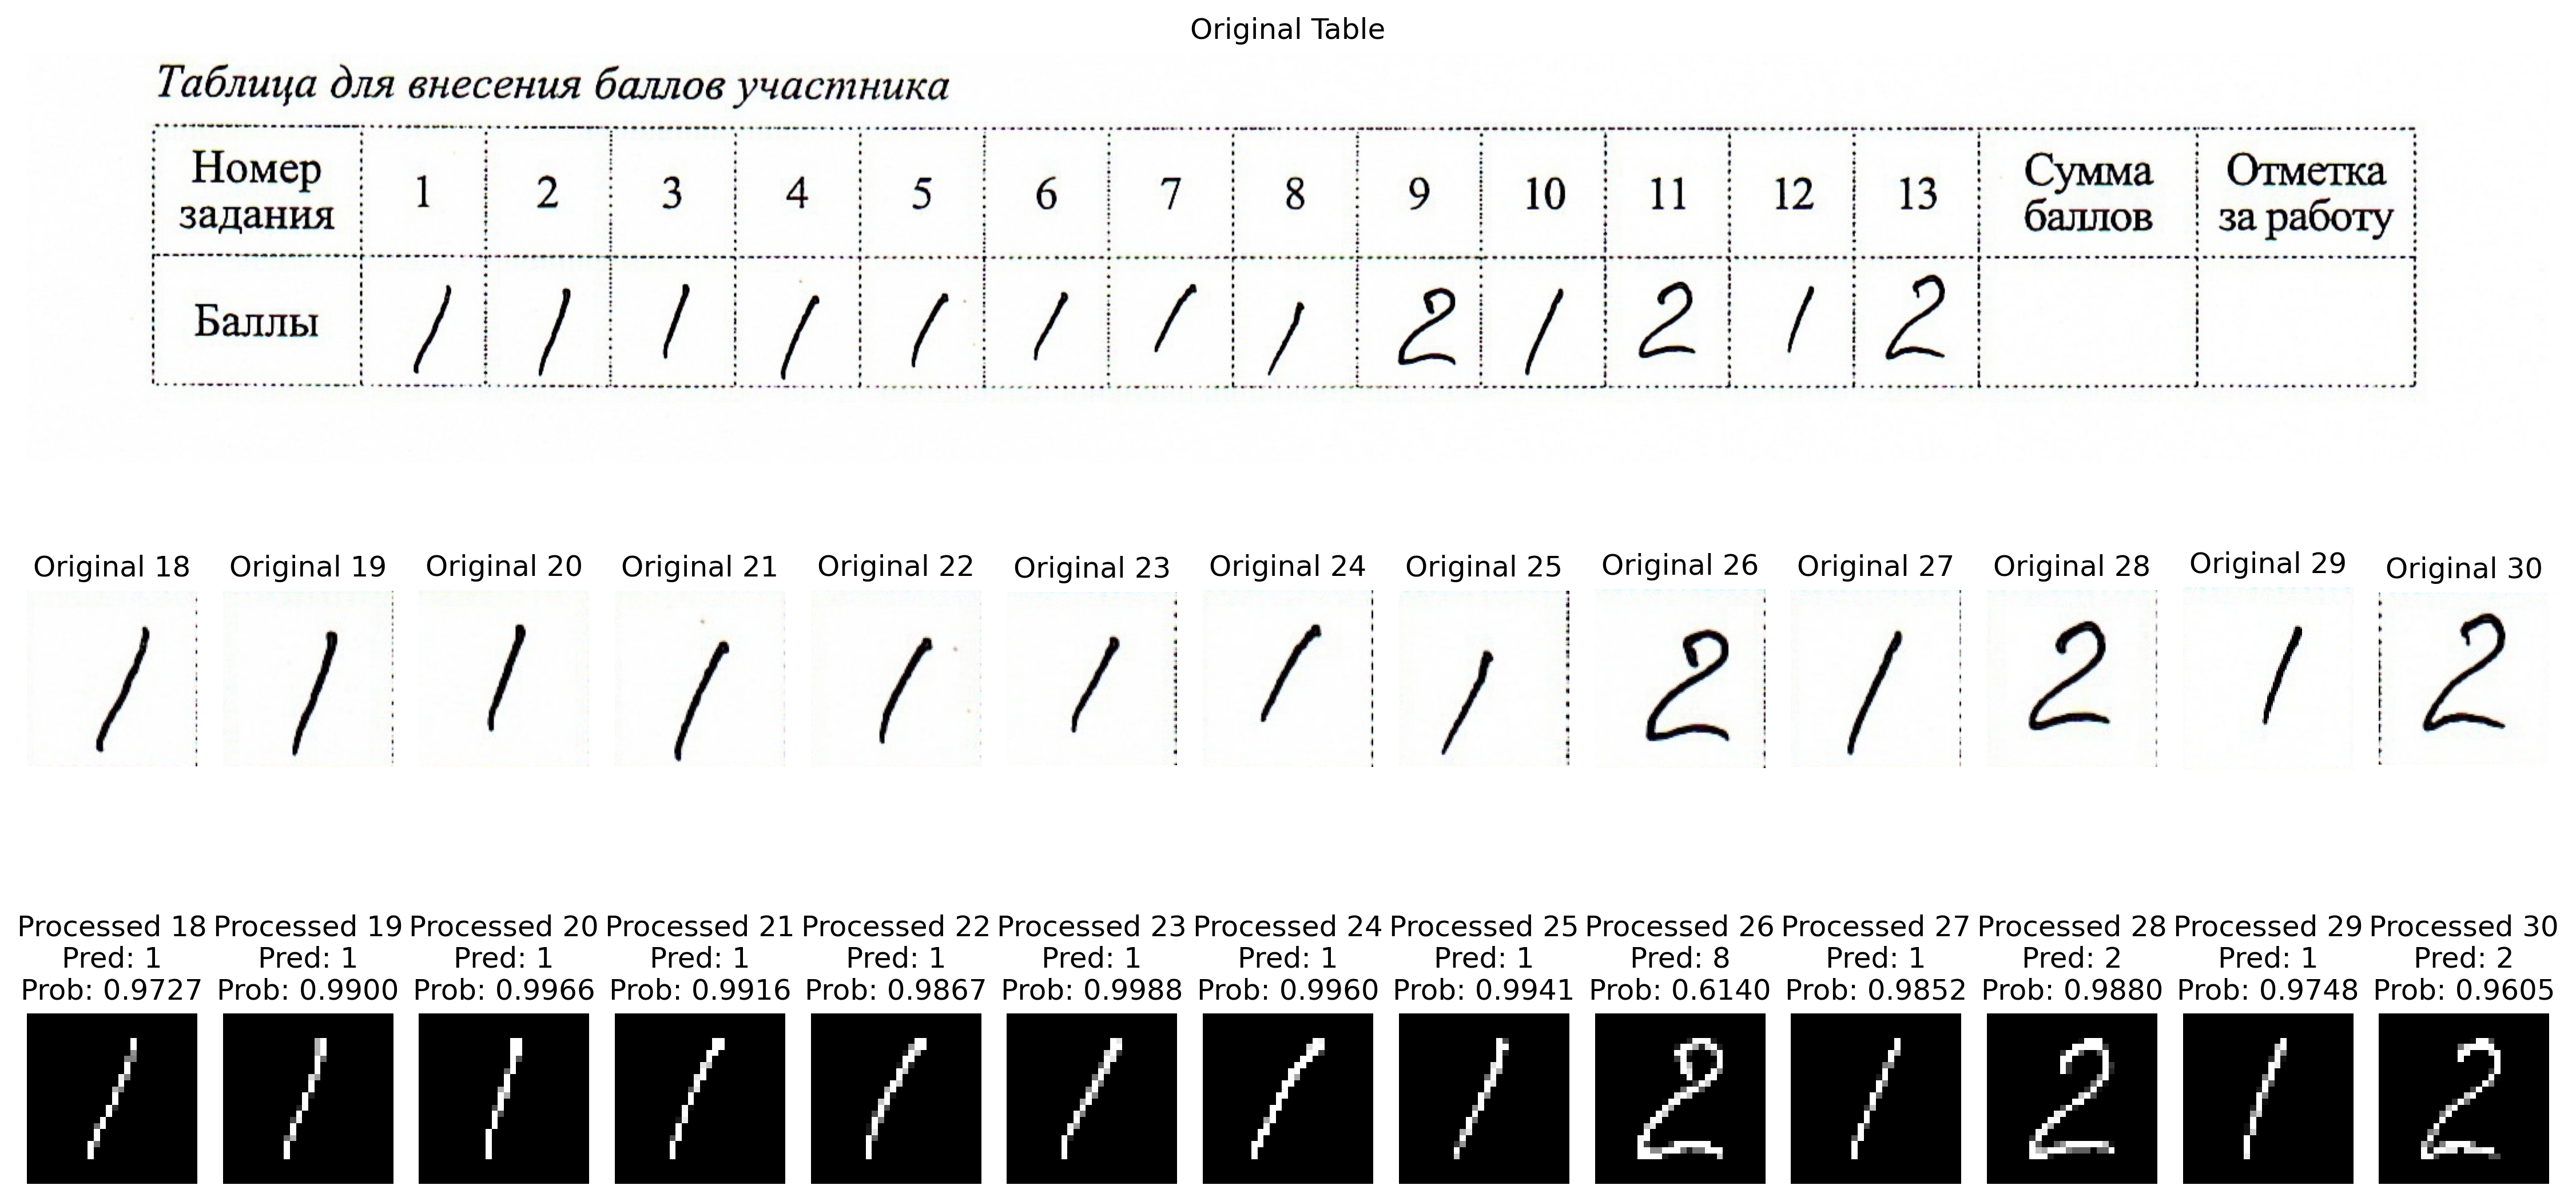 Original Table
Таблица для внесения баллов участника
Номер задания 1 2 3 4 5 6 7 8 9 10 11 12 13 Сумма баллов Отметка за работу
Баллы 1 1 1 1 1 1 1 1 2 1 2 1 2
Original 18 Original 19 Original 20 Original 21 Original 22 Original 23 Original 24 Original 25 Original 26 Original 27 Original 28 Original 29 Original 30
1 1 1 1 1 1 1 1 2 1 2 1 2
Processed 18 Processed 19 Processed 20 Processed 21 Processed 22 Processed 23 Processed 24 Processed 25 Processed 26 Processed 27 Processed 28 Processed 29 Processed 30
Pred: 1 Pred: 1 Pred: 1 Pred: 1 Pred: 1 Pred: 1 Pred: 1 Pred: 1 Pred: 8 Pred: 1 Pred: 2 Pred: 1 Pred: 2
Prob: 0.9727 Prob: 0.9900 Prob: 0.9966 Prob: 0.9916 Prob: 0.9867 Prob: 0.9988 Prob: 0.9960 Prob: 0.9941 Prob: 0.6140 Prob: 0.9852 Prob: 0.9880 Prob: 0.9748 Prob: 0.9605
1 1 1 1 1 1 1 1 2 1 2 1 2